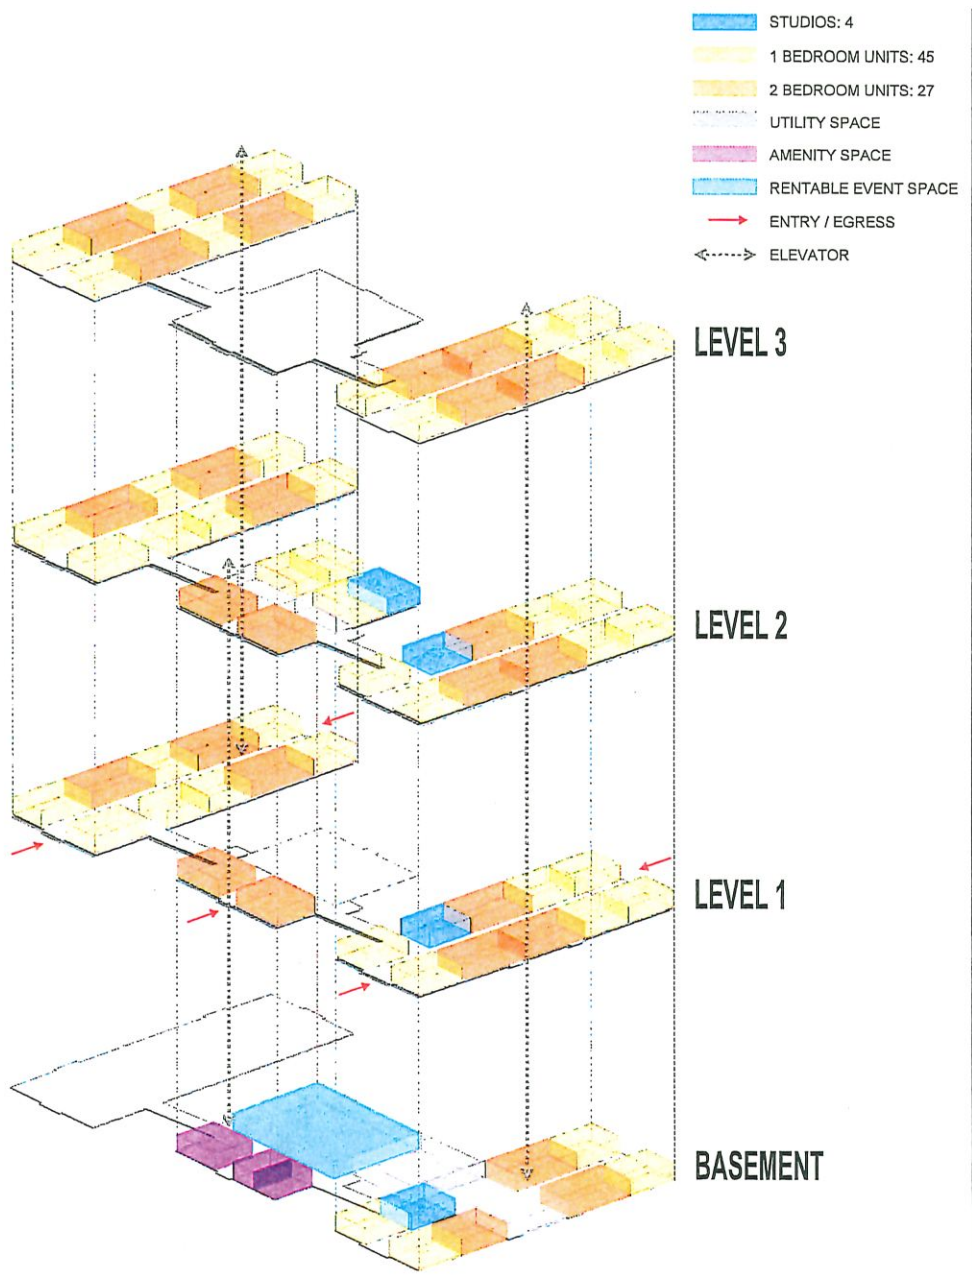 STUDIOS: 4
1 BEDROOM UNITS: 45
2 BEDROOM UNITS: 27
UTILITY SPACE
AMENITY SPACE
RENTABLE EVENT SPACE
ENTRY / EGRESS
ELEVATOR
LEVEL 3
LEVEL 2
LEVEL 1
BASEMENT